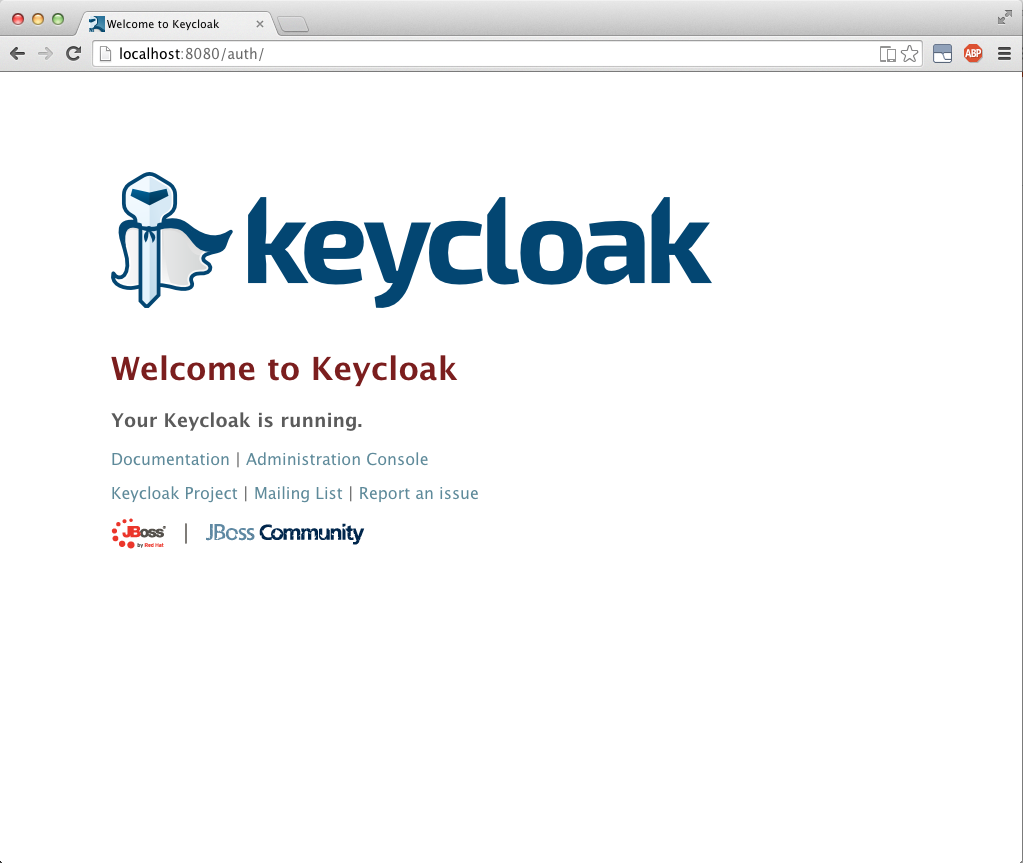 Welcome to Keycloak
localhost:8080/auth/
ABP
keycloak
Welcome to Keycloak
Your Keycloak is running.
Documentation | Administration Console
Keycloak Project | Mailing List | Report an issue
JBoss by Red Hat | JBoss Community